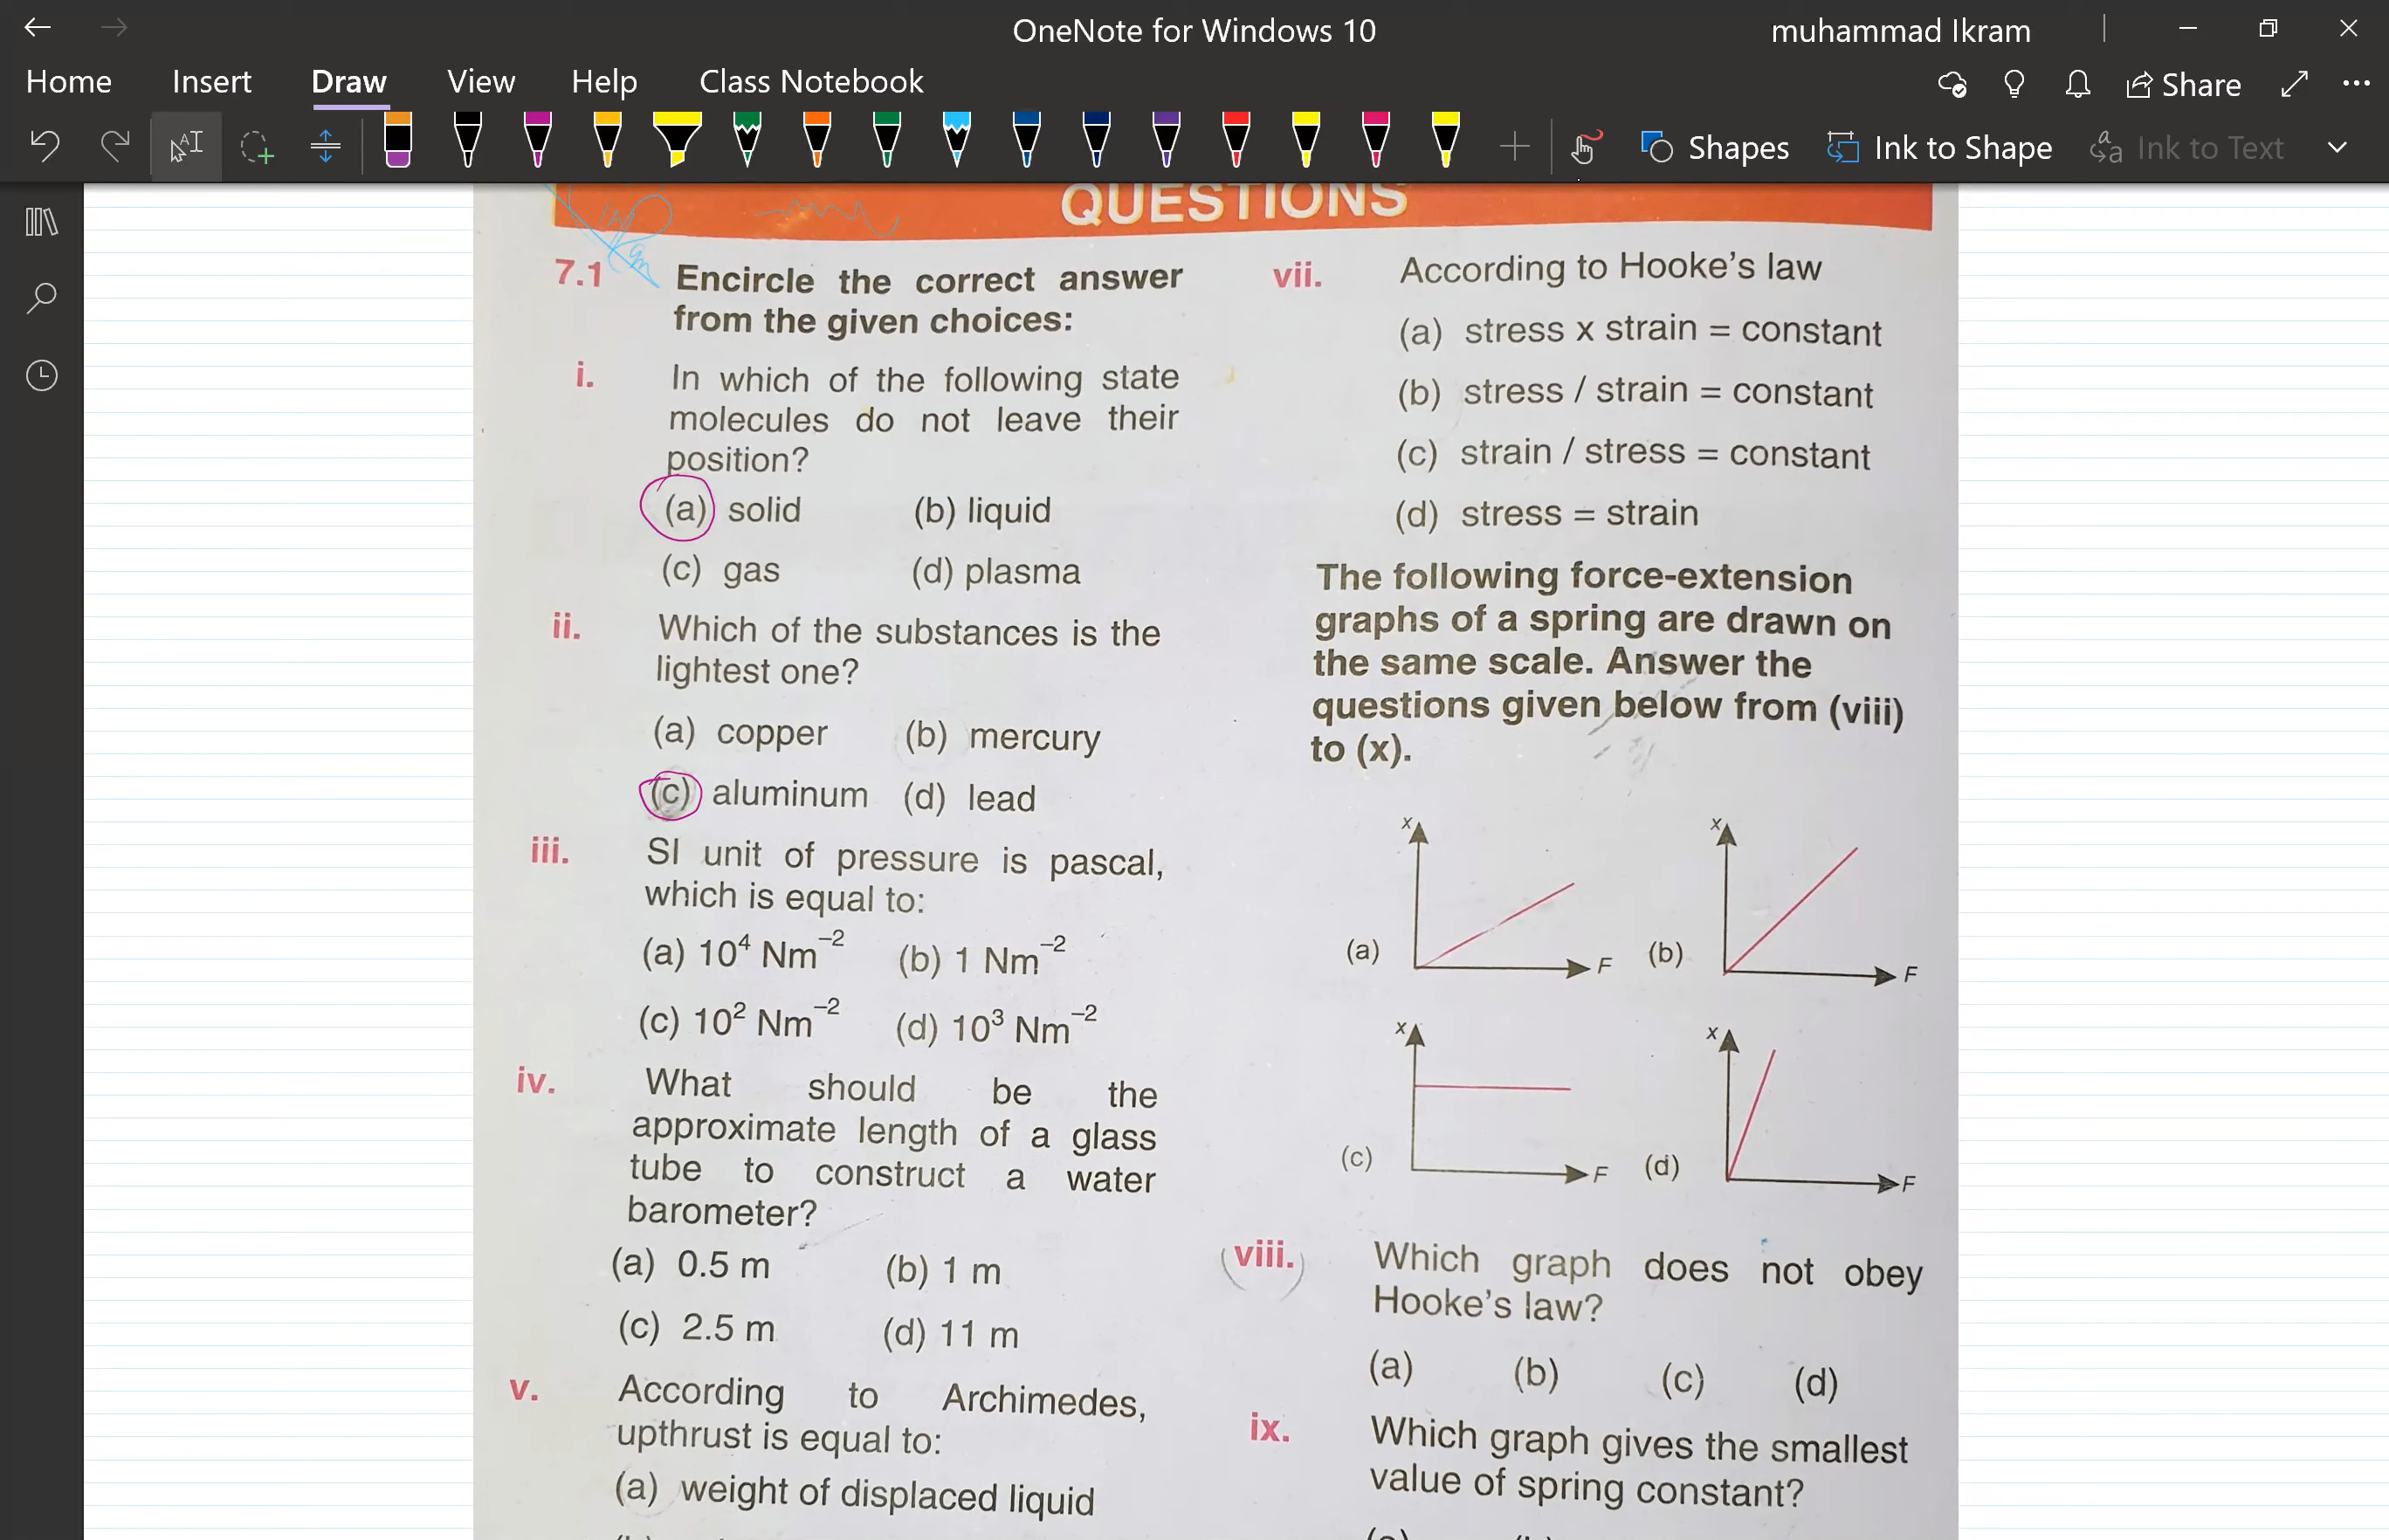 OneNote for Windows 10
muhammad Ikram
Home Insert Draw View Help Class Notebook
Share
Shapes Ink to Shape Ink to Text
QUESTIONS
7.1 Encircle the correct answer
from the given choices:
i. In which of the following state
molecules do not leave their
position?
(a) solid (b) liquid
(c) gas (d) plasma
ii. Which of the substances is the
lightest one?
(a) copper (b) mercury
(c) aluminum (d) lead
iii. SI unit of pressure is pascal,
which is equal to:
(a) 10⁴ Nm⁻² (b) 1 Nm⁻²
(c) 10² Nm⁻² (d) 10³ Nm⁻²
iv. What should be the
approximate length of a glass
tube to construct a water
barometer?
(a) 0.5 m (b) 1 m
(c) 2.5 m (d) 11 m
v. According to Archimedes,
upthrust is equal to:
(a) weight of displaced liquid
vii. According to Hooke's law
(a) stress x strain = constant
(b) stress / strain = constant
(c) strain / stress = constant
(d) stress = strain
The following force-extension
graphs of a spring are drawn on
the same scale. Answer the
questions given below from (viii)
to (x).
x x
(a) F (b) F
x x
(c) F (d) F
viii. Which graph does not obey
Hooke's law?
(a) (b) (c) (d)
ix. Which graph gives the smallest
value of spring constant?